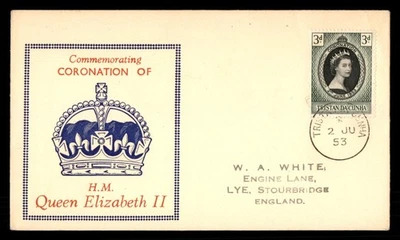 Commemorating
CORONATION OF
H.M.
Queen Elizabeth II
3d 3d
TRISTAN DA CUNHA
2 JU
53
W. A. WHITE,
ENGINE LANE,
LYE, STOURBRIDGE
ENGLAND.